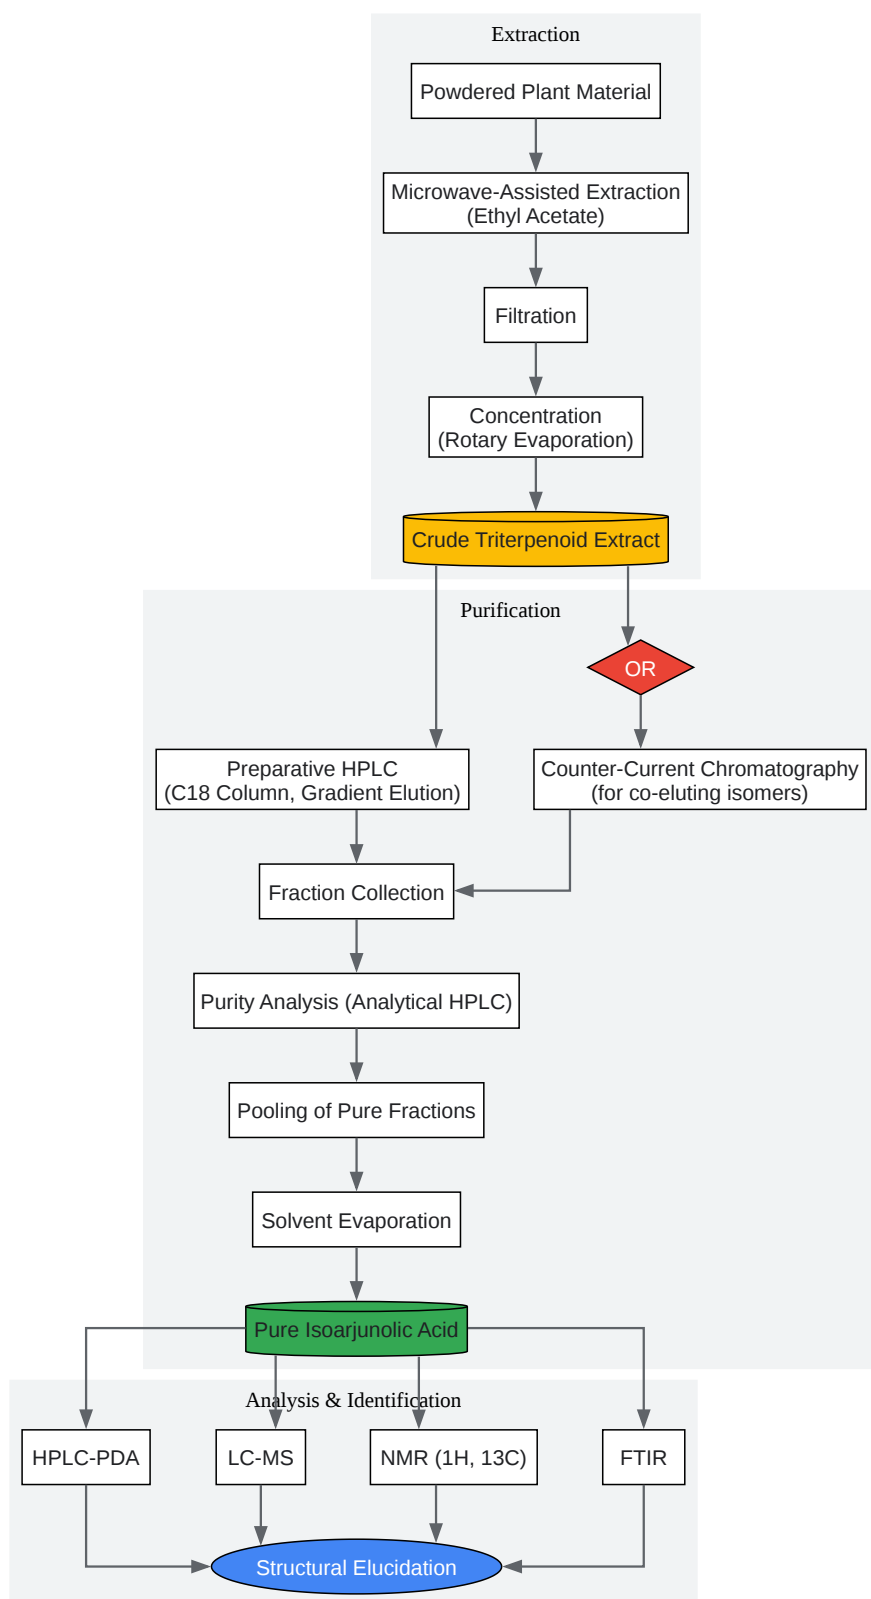 Extraction
Powdered Plant Material
Microwave-Assisted Extraction
(Ethyl Acetate)
Filtration
Concentration
(Rotary Evaporation)
Crude Triterpenoid Extract
Purification
OR
Preparative HPLC
(C18 Column, Gradient Elution)
Counter-Current Chromatography
(for co-eluting isomers)
Fraction Collection
Purity Analysis (Analytical HPLC)
Pooling of Pure Fractions
Solvent Evaporation
Pure Isoarjunolic Acid
Analysis & Identification
HPLC-PDA
LC-MS
NMR (1H, 13C)
FTIR
Structural Elucidation